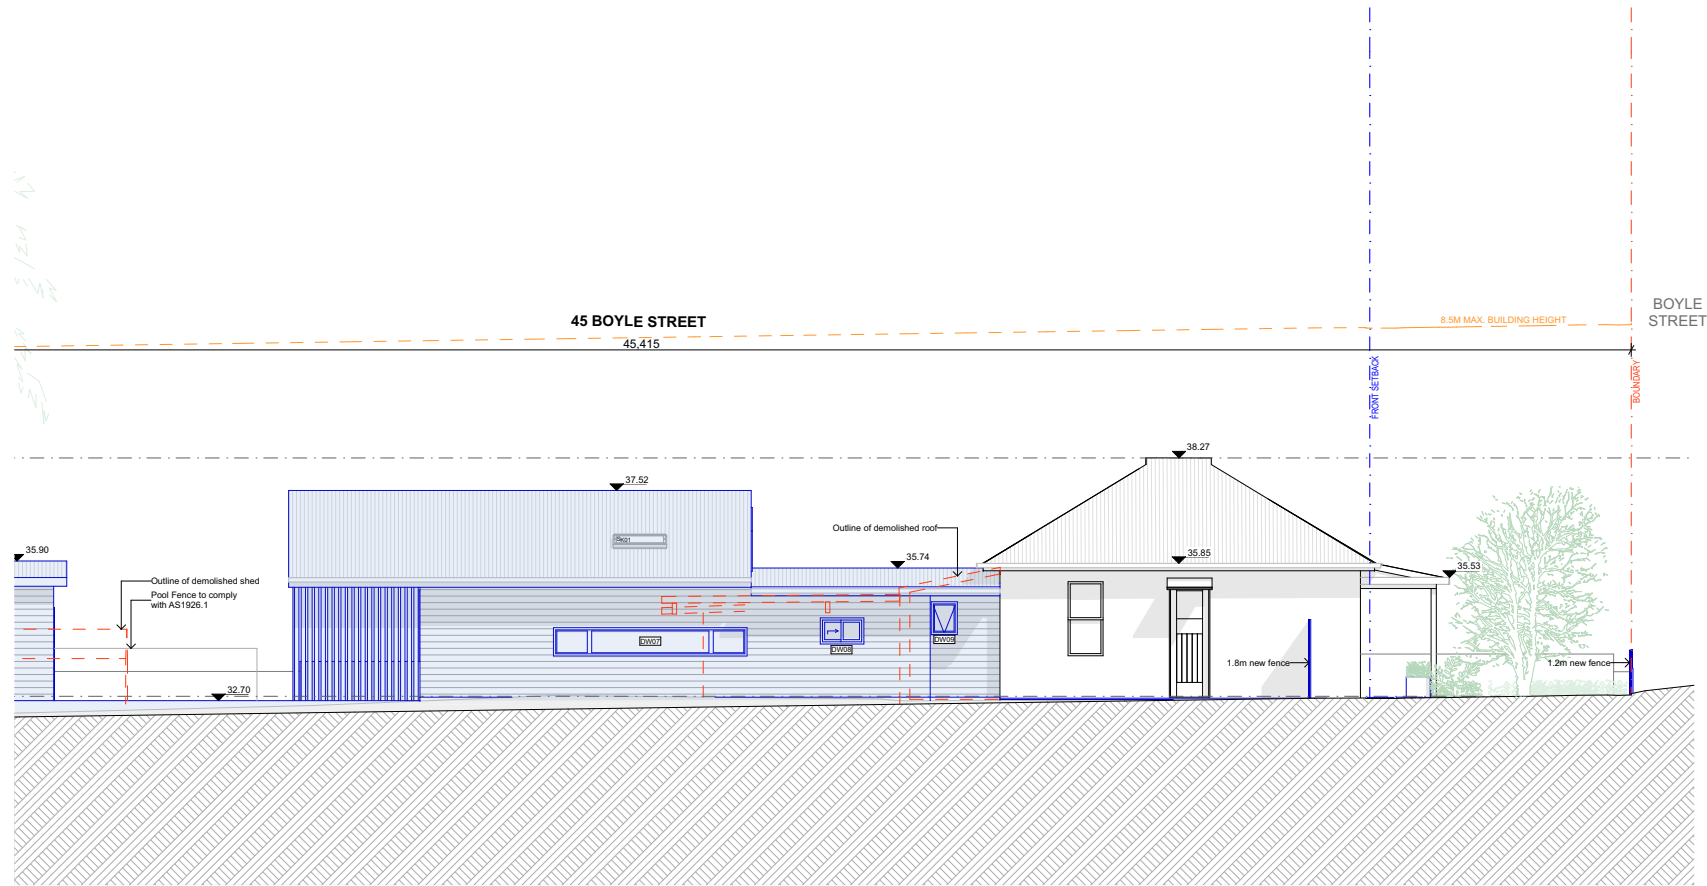 BOYLE
STREET
8.5M MAX. BUILDING HEIGHT
45 BOYLE STREET
45,415
FRONT SETBACK
BOUNDARY
38.27
37.52
Outline of demolished roof
SK01
35.90
35.74
35.85
35.53
Outline of demolished shed
Pool Fence to comply
with AS1926.1
DW07
DW08
DW09
1.8m new fence
1.2m new fence
32.70